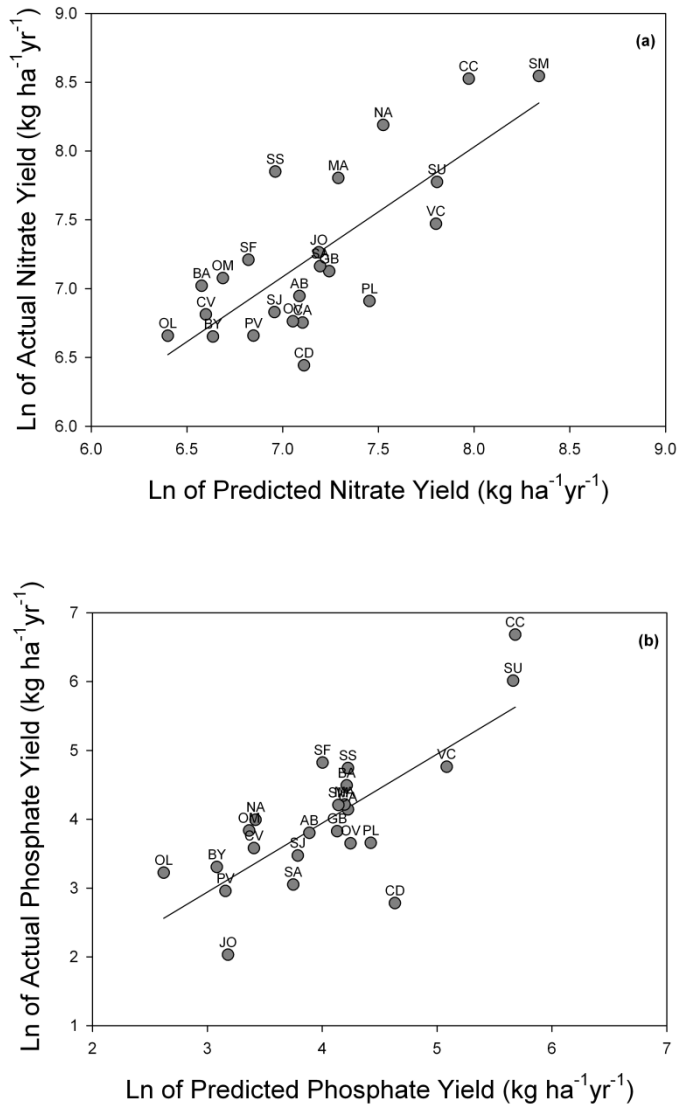 Ln of Actual Nitrate Yield (kg ha⁻¹yr⁻¹)
9.0
8.5
8.0
7.5
7.0
6.5
6.0
(a)
CC
SM
NA
SS
MA
SU
VC
SF
JO
SA
GB
BA
OM
AB
PL
CV
SJ
OV
CA
OL
BY
PV
CD
6.0 6.5 7.0 7.5 8.0 8.5 9.0
Ln of Predicted Nitrate Yield (kg ha⁻¹yr⁻¹)
Ln of Actual Phosphate Yield (kg ha⁻¹yr⁻¹)
7
6
5
4
3
2
1
(b)
CC
SU
SF
SS
VC
BA
SM
MA
NA
OM
GB
AB
CV
OV
PL
SJ
OL
BY
SA
PV
CD
JO
2 3 4 5 6 7
Ln of Predicted Phosphate Yield (kg ha⁻¹yr⁻¹)